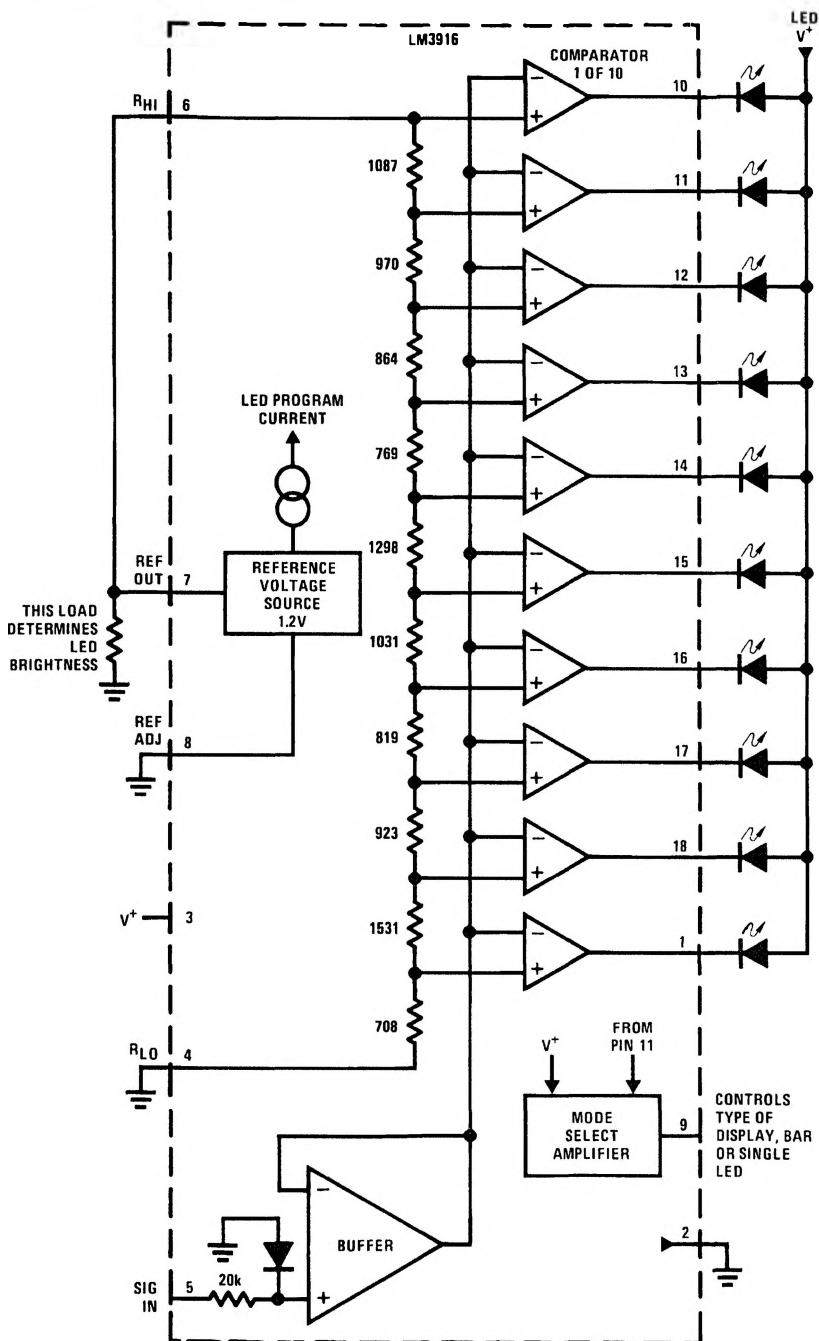 LM3916
LED
V+
COMPARATOR
1 OF 10
RHI
6
10
−
+
1087
11
−
+
970
12
−
+
864
13
−
+
LED PROGRAM
CURRENT
769
14
−
+
1298
REF
OUT
7
REFERENCE
VOLTAGE
SOURCE
1.2V
15
−
+
THIS LOAD
DETERMINES
LED
BRIGHTNESS
1031
16
−
+
REF
ADJ
8
819
17
−
+
923
18
−
+
V+
3
1531
1
−
+
708
RLO
4
V+
FROM
PIN 11
MODE
SELECT
AMPLIFIER
9
CONTROLS
TYPE OF
DISPLAY, BAR
OR SINGLE
LED
−
BUFFER
+
2
SIG
IN
5
20k